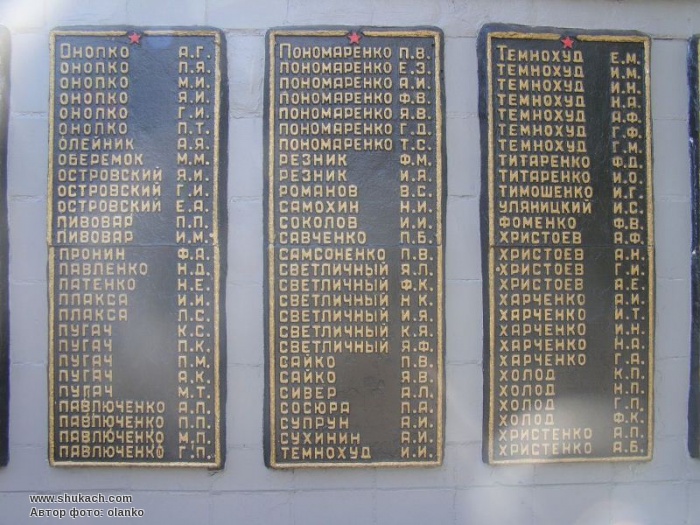 Онопко А.Г.
Онопко П.Я.
Онопко М.И.
Онопко Я.И.
Онопко Г.И.
Онопко П.Т.
Олейник А.Я.
Оберемок М.М.
Островский А.И.
Островский Г.И.
Островский Е.А.
Пивовар П.П.
Пивовар И.М.
Пронин Ф.А.
Павленко Н.Д.
Патенко Н.Е.
Плакса И.И.
Плакса П.С.
Пугач К.С.
Пугач П.К.
Пугач П.М.
Пугач А.К.
Пугач М.Т.
Павлюченко А.П.
Павлюченко П.П.
Павлюченко М.П.
Павлюченко Г.П.
Пономаренко П.В.
Пономаренко Е.З.
Пономаренко А.И.
Пономаренко Ф.В.
Пономаренко Я.В.
Пономаренко Г.Д.
Пономаренко Т.С.
Резник Ф.М.
Резник И.Я.
Романов В.С.
Самохин Н.И.
Соколов И.И.
Савченко П.Б.
Самсоненко П.В.
Светличный Я.Л.
Светличный Ф.К.
Светличный Н К.
Светличный И.Я.
Светличный К.Я.
Светличный А.Ф.
Сайко П.В.
Сайко Я.В.
Сивер А.Л.
Сосюра П.А.
Супрун А.И.
Сухинин А.И.
Темнохуд И.И.
Темнохуд Е.М.
Темнохуд И.М.
Темнохуд И.Н.
Темнохуд Н.А.
Темнохуд А.Ф.
Темнохуд Г.Ф.
Темнохуд Г.М.
Титаренко Ф.Д.
Титаренко И.О.
Тимошенко И.Г.
Уляницкий И.С.
Фоменко Ф.В.
Христоев А.Ф.
Христоев А.Н.
Христоев Г.И.
Христоев А.Е.
Харченко А.И.
Харченко И.Т.
Харченко И.Н.
Харченко Н.А.
Харченко Г.А.
Холод К.П.
Холод Н.П.
Холод Г.П.
Холод Ф.К.
Христенко А.П.
Христенко А.Б.
www.shukach.com
Автор фото: olanko